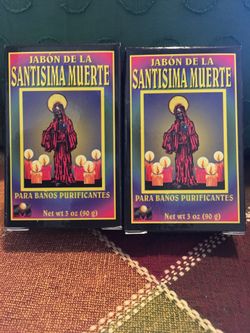 JABÓN DE LA
SANTISIMA MUERTE
PARA BAÑOS PURIFICANTES
Net wt 3 oz (90 g)
JABÓN DE LA
SANTISIMA MUERTE
PARA BAÑOS PURIFICANTES
Net wt 3 oz (90 g)